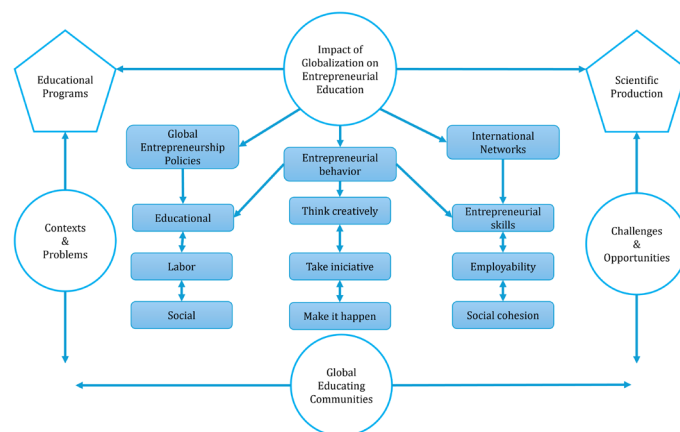 Impact of
Globalization on
Entrepreneurial
Education
Educational
Programs
Scientific
Production
Global
Entrepreneurship
Policies
Entrepreneurial
behavior
International
Networks
Educational
Think creatively
Entrepreneurial
skills
Contexts
&
Problems
Challenges
&
Opportunities
Labor
Take iniciative
Employability
Social
Make it happen
Social cohesion
Global
Educating
Communities